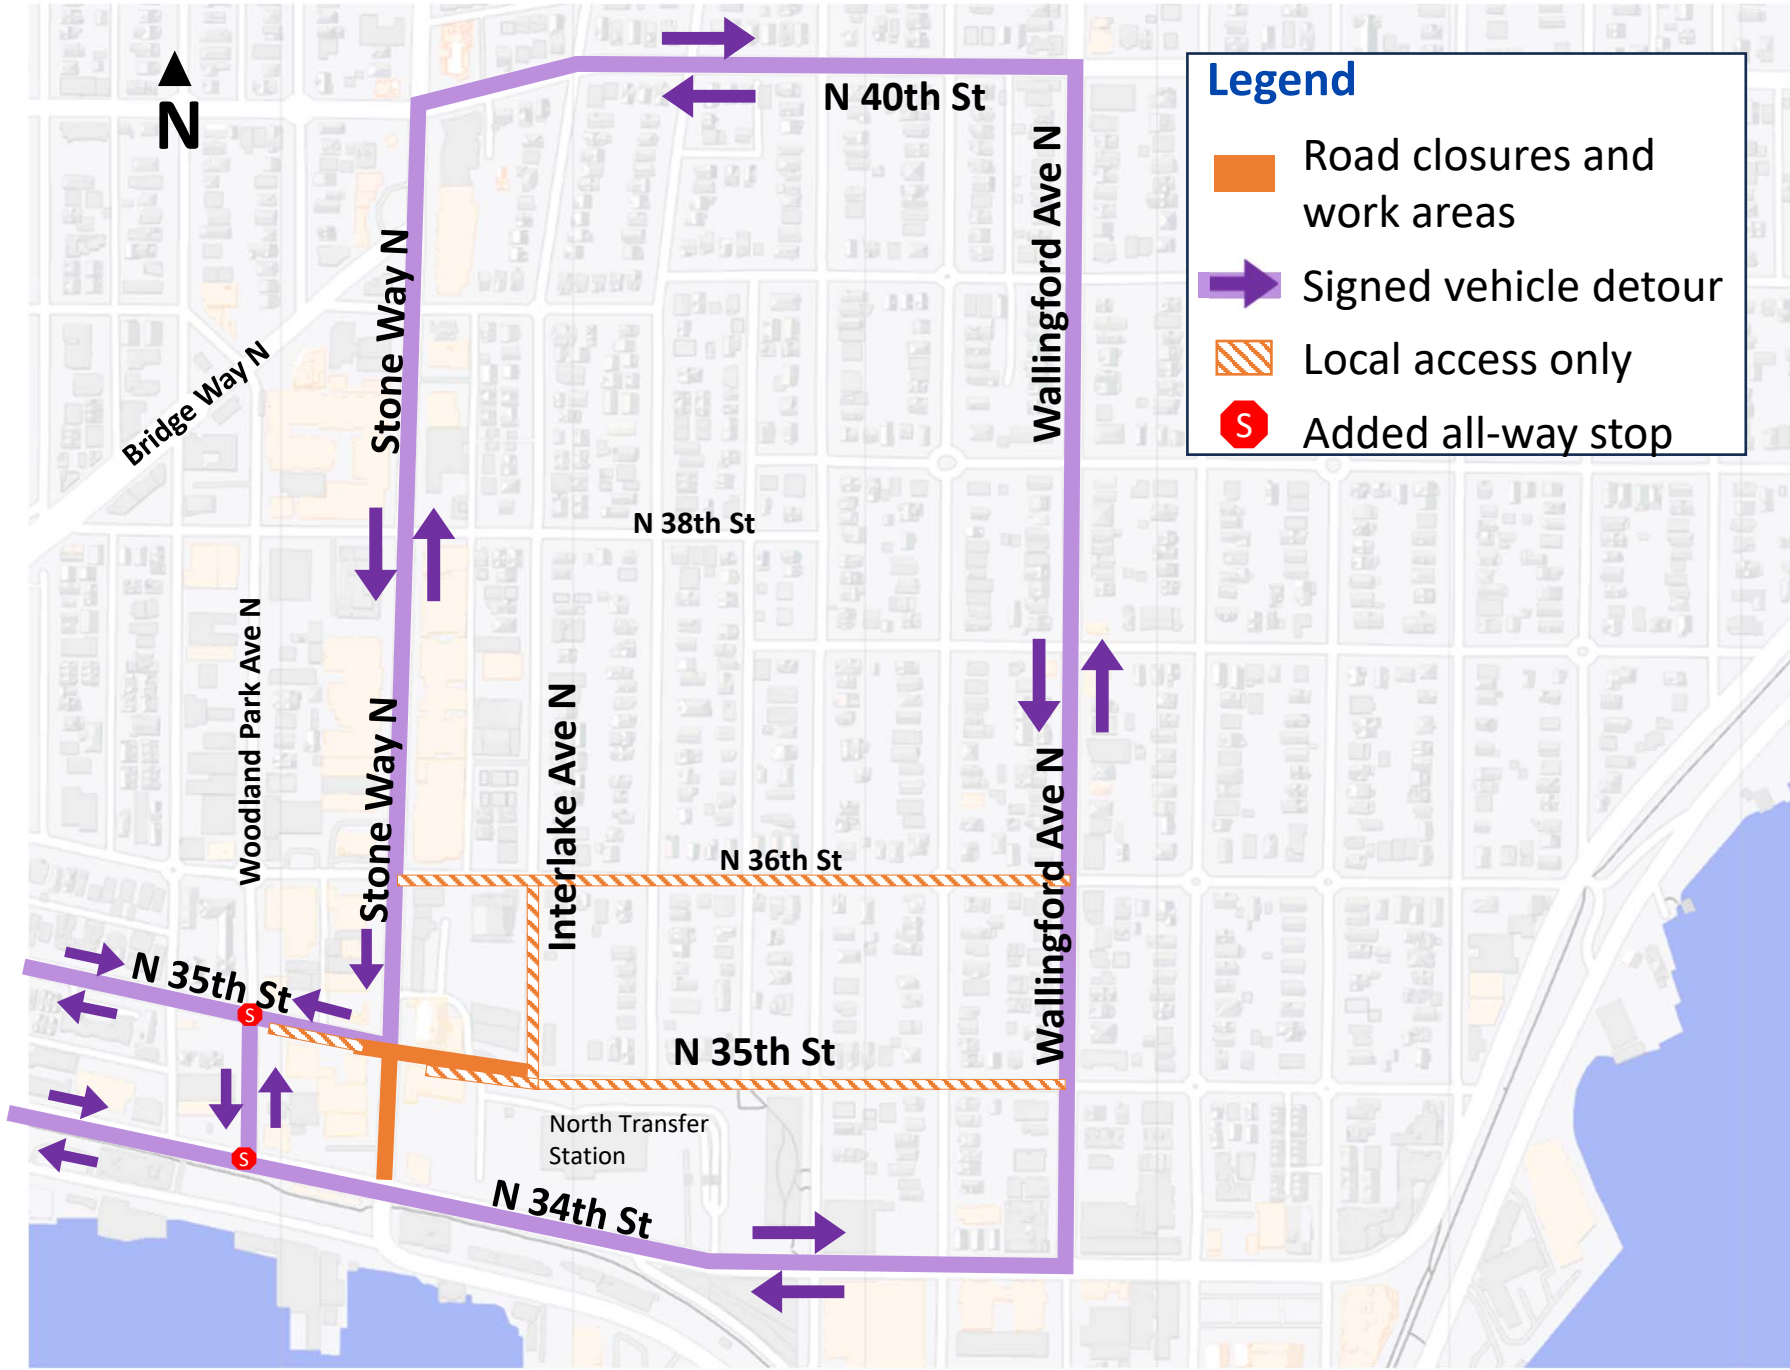 N
N 40th St
Wallingford Ave N
Stone Way N
Bridge Way N
N 38th St
Woodland Park Ave N
Stone Way N
Interlake Ave N
Wallingford Ave N
N 36th St
N 35th St
S
N 35th St
North Transfer
Station
S
N 34th St
Legend
Road closures and
work areas
Signed vehicle detour
Local access only
S
Added all-way stop